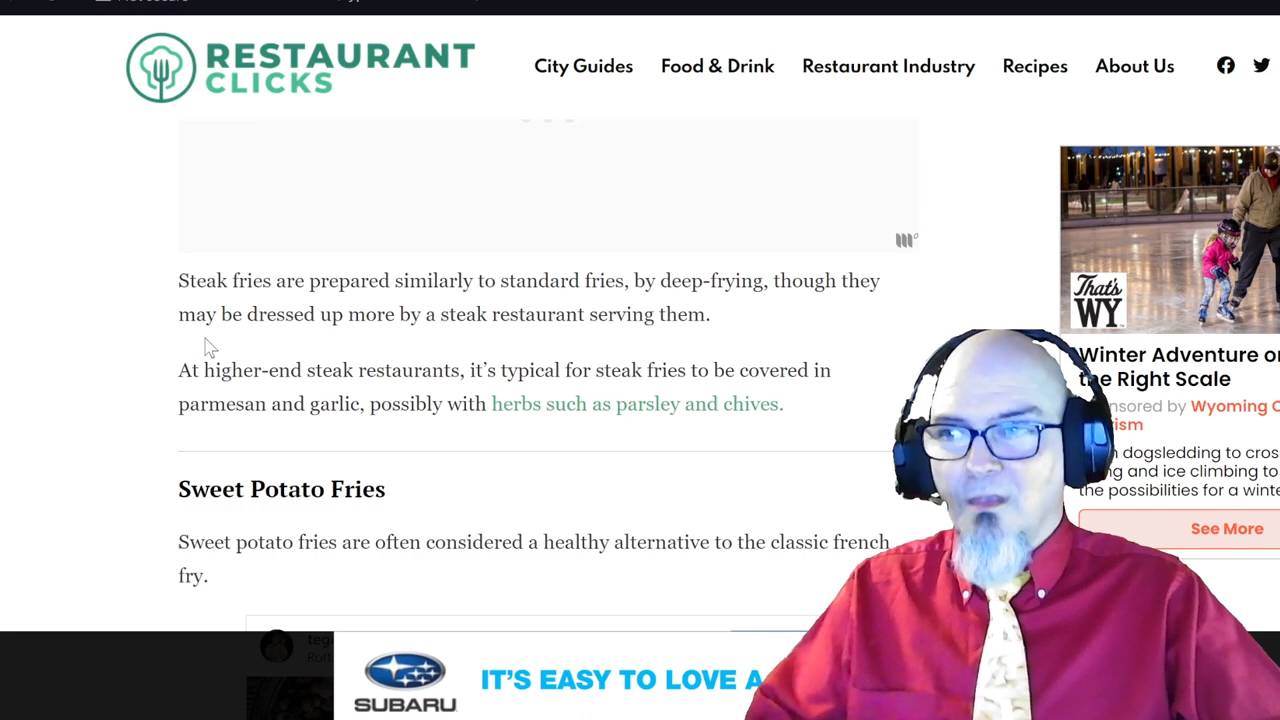 RESTAURANT
CLICKS
City Guides Food & Drink Restaurant Industry Recipes About Us
Steak fries are prepared similarly to standard fries, by deep-frying, though they
may be dressed up more by a steak restaurant serving them.
At higher-end steak restaurants, it's typical for steak fries to be covered in
parmesan and garlic, possibly with herbs such as parsley and chives.
Sweet Potato Fries
Sweet potato fries are often considered a healthy alternative to the classic french
fry.
That's
WY
Winter Adventure
the Right Scale
by Wyoming
dogsledding to
and ice climbing to
the possibilities for a
See More
SUBARU
IT'S EASY TO LOVE A